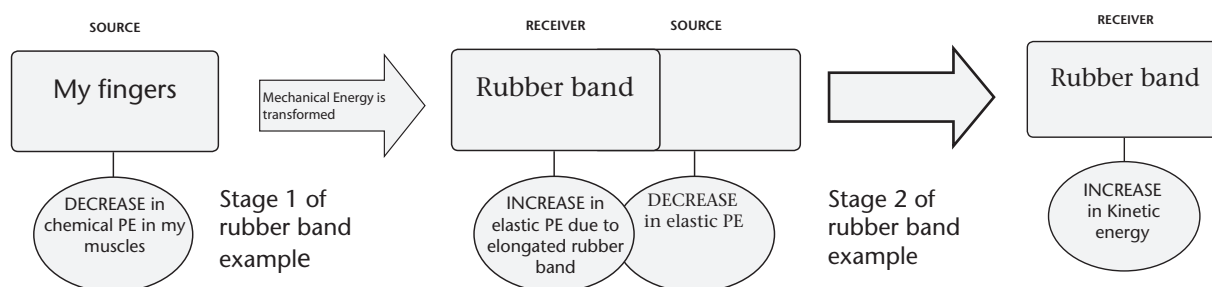 SOURCE
My fingers
DECREASE in
chemical PE in my
muscles
Mechanical Energy is
transformed
Stage 1 of
rubber band
example
RECEIVER
SOURCE
Rubber band
INCREASE in
elastic PE due to
elongated rubber
band
DECREASE
in elastic PE
Stage 2 of
rubber band
example
RECEIVER
Rubber band
INCREASE
in Kinetic
energy